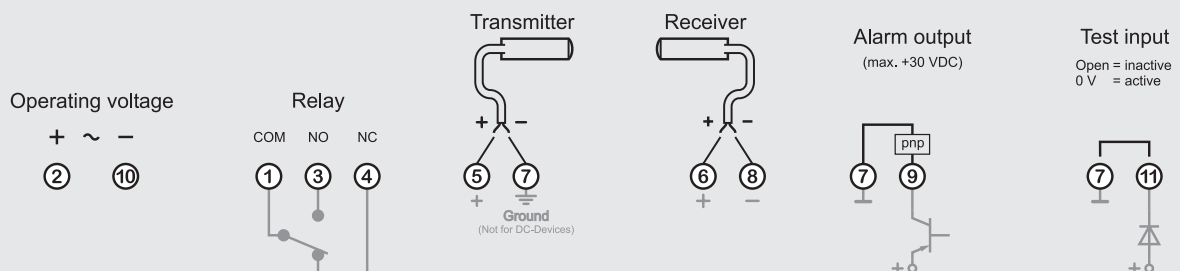 Transmitter
Receiver
Alarm output
(max. +30 VDC)
Test input
Open = inactive
0 V = active
Operating voltage
+ ~ −
2 10
Relay
COM NO NC
1 3 4
+ −
5 7
+
Ground
(Not for DC-Devices)
+ −
6 8
+ −
pnp
7 9
+
7 11
+